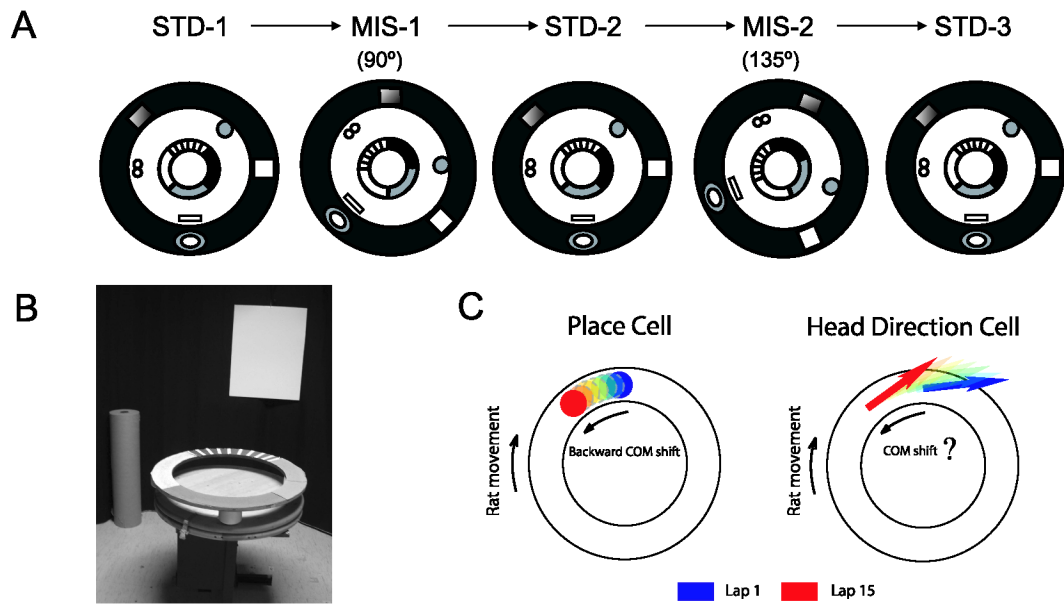 A
STD-1 MIS-1 STD-2 MIS-2 STD-3
(90º) (135º)
B
C
Place Cell Head Direction Cell
Rat movement
Backward COM shift
Rat movement
COM shift ?
Lap 1 Lap 15